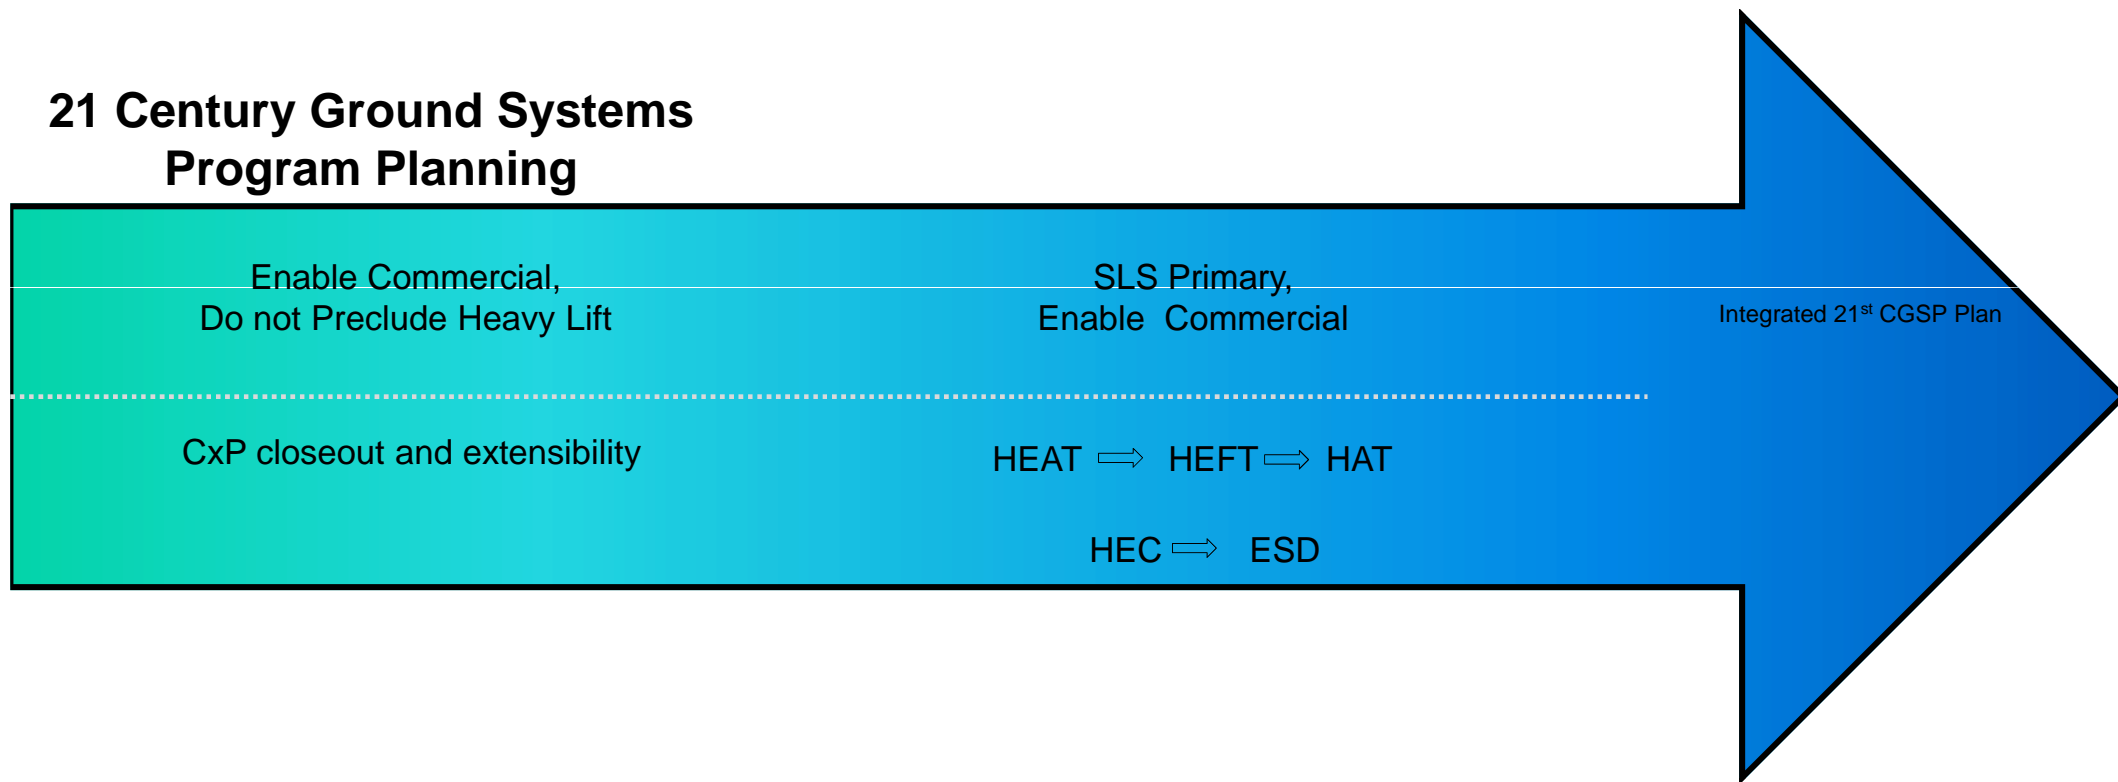 21 Century Ground Systems
Program Planning
Enable Commercial,
Do not Preclude Heavy Lift
SLS Primary,
Enable  Commercial
Integrated 21st CGSP Plan
CxP closeout and extensibility
HEAT HEFT HAT
HEC ESD